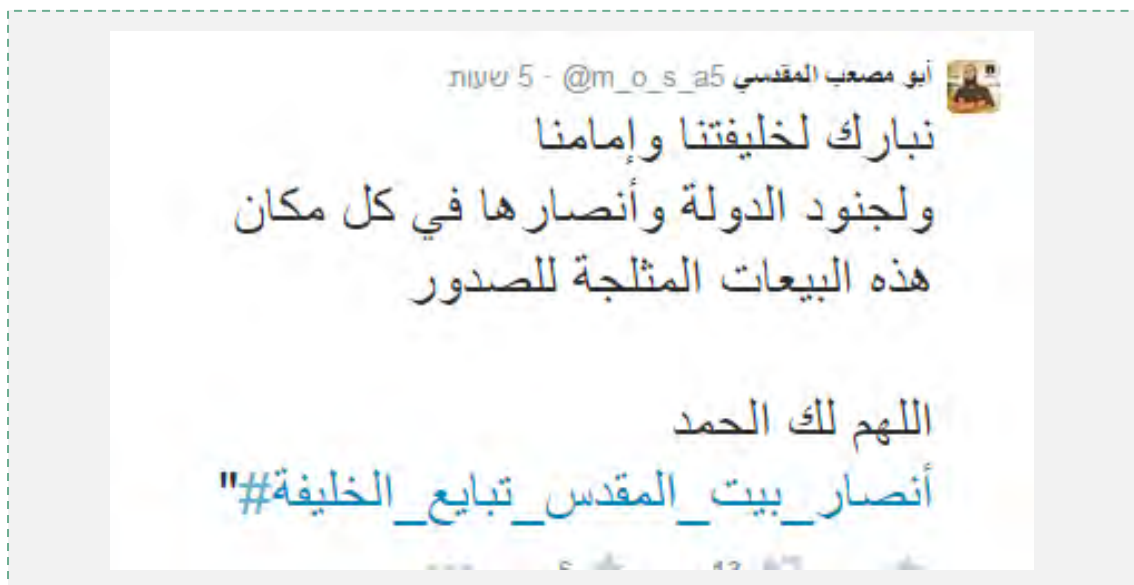 أبو مصعب المقدسي @m_o_s_a5 - 5 שעות
نبارك لخليفتنا وإمامنا
ولجنود الدولة وأنصارها في كل مكان
هذه البيعات المثلجة للصدور
اللهم لك الحمد
أنصار_بيت_المقدس_تبايع_الخليفة#"